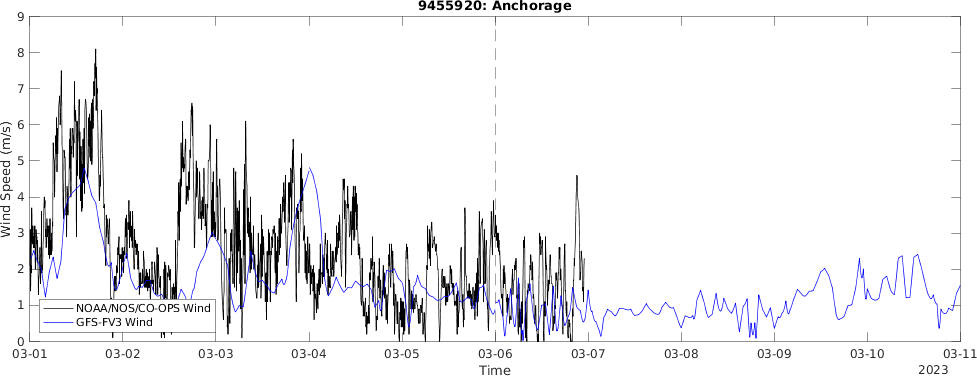 9455920: Anchorage
9
8
7
6
5
4
3
2
1
0
Wind Speed (m/s)
NOAA/NOS/CO-OPS Wind
GFS-FV3 Wind
03-01 03-02 03-03 03-04 03-05 03-06 03-07 03-08 03-09 03-10 03-11
Time
2023